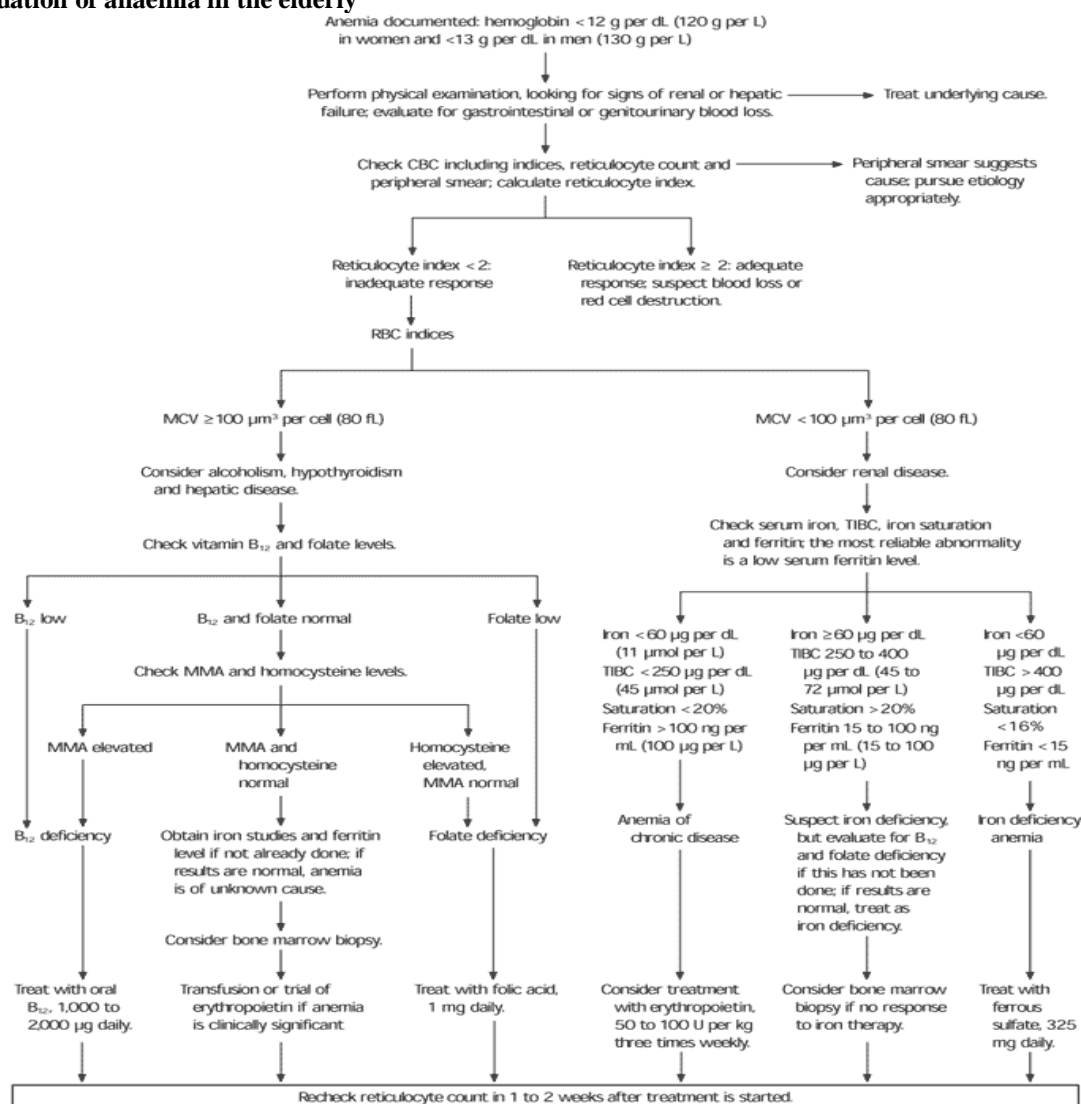 uation of anaemia in the elderly
Anemia documented: hemoglobin <12 g per dL (120 g per L)
in women and <13 g per dL in men (130 g per L)
Perform physical examination, looking for signs of renal or hepatic
failure; evaluate for gastrointestinal or genitourinary blood loss.
Treat underlying cause.
Check CBC including indices, reticulocyte count and
peripheral smear; calculate reticulocyte index.
Peripheral smear suggests
cause; pursue etiology
appropriately.
Reticulocyte index <2:
inadequate response
Reticulocyte index ≥ 2: adequate
response; suspect blood loss or
red cell destruction.
RBC indices
MCV ≥100 µm³ per cell (80 fL)
MCV <100 µm³ per cell (80 fL)
Consider alcoholism, hypothyroidism
and hepatic disease.
Consider renal disease.
Check vitamin B₁₂ and folate levels.
Check serum iron, TIBC, iron saturation
and ferritin; the most reliable abnormality
is a low serum ferritin level.
B₁₂ low
B₁₂ and folate normal
Folate low
Check MMA and homocysteine levels.
Iron <60 µg per dL
(11 µmol per L)
TIBC <250 µg per dL
(45 µmol per L)
Saturation <20%
Ferritin >100 ng per
mL (100 µg per L)
Iron ≥60 µg per dL
TIBC 250 to 400
µg per dL (45 to
72 µmol per L)
Saturation >20%
Ferritin 15 to 100 ng
per mL (15 to 100
µg per L)
Iron <60
µg per dL
TIBC >400
µg per dL
Saturation
<16%
Ferritin <15
ng per mL
MMA elevated
MMA and
homocysteine
normal
Homocysteine
elevated,
MMA normal
B₁₂ deficiency
Obtain iron studies and ferritin
level if not already done; if
results are normal, anemia
is of unknown cause.
Folate deficiency
Anemia of
chronic disease
Suspect iron deficiency,
but evaluate for B₁₂
and folate deficiency
if this has not been
done; if results are
normal, treat as
iron deficiency.
Iron deficiency
anemia
Consider bone marrow biopsy.
Treat with oral
B₁₂, 1,000 to
2,000 µg daily.
Transfusion or trial of
erythropoietin if anemia
is clinically significant
Treat with folic acid,
1 mg daily.
Consider treatment
with erythropoietin,
50 to 100 U per kg
three times weekly.
Consider bone marrow
biopsy if no response
to iron therapy.
Treat with
ferrous
sulfate, 325
mg daily.
Recheck reticulocyte count in 1 to 2 weeks after treatment is started.